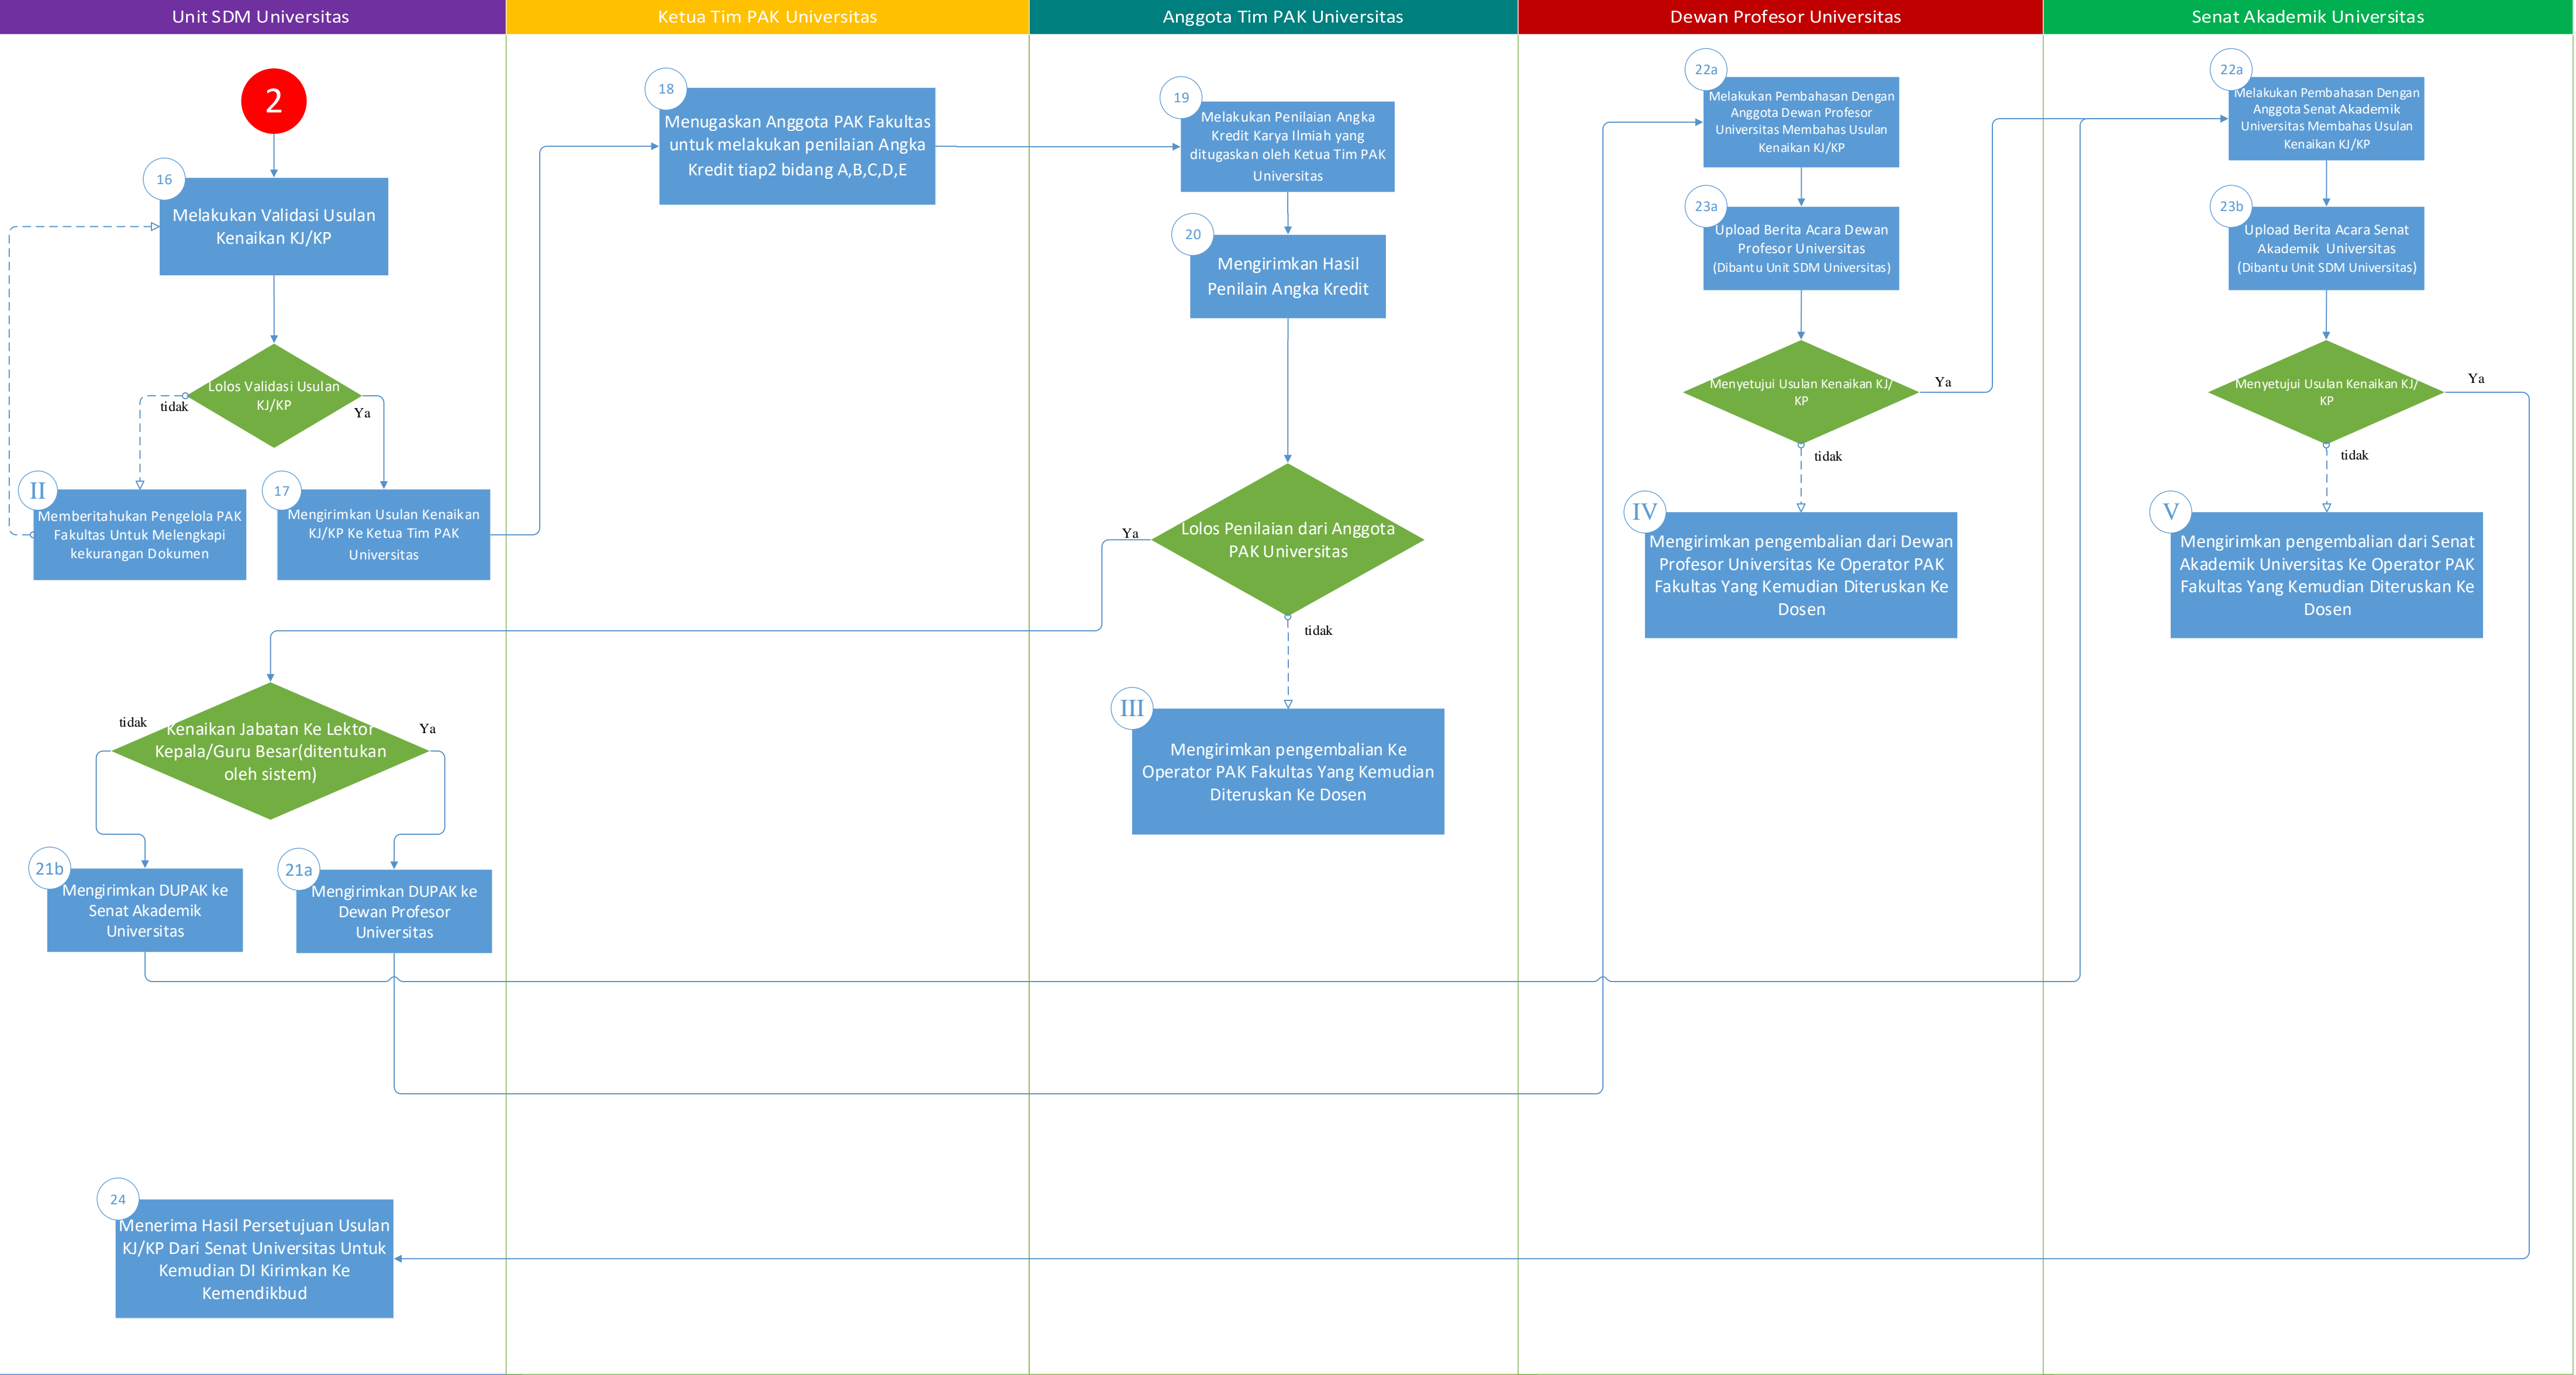 Unit SDM Universitas
Ketua Tim PAK Universitas
Anggota Tim PAK Universitas
Dewan Profesor Universitas
Senat Akademik Universitas
2
16
Melakukan Validasi Usulan
Kenaikan KJ/KP
Lolos Validasi Usulan
KJ/KP
tidak
Ya
II
Memberitahukan Pengelola PAK
Fakultas Untuk Melengkapi
kekurangan Dokumen
17
Mengirimkan Usulan Kenaikan
KJ/KP Ke Ketua Tim PAK
Universitas
tidak
Ya
Kenaikan Jabatan Ke Lektor
Kepala/Guru Besar(ditentukan
oleh sistem)
21b
Mengirimkan DUPAK ke
Senat Akademik
Universitas
21a
Mengirimkan DUPAK ke
Dewan Profesor
Universitas
24
Menerima Hasil Persetujuan Usulan
KJ/KP Dari Senat Universitas Untuk
Kemudian DI Kirimkan Ke
Kemendikbud
18
Menugaskan Anggota PAK Fakultas
untuk melakukan penilaian Angka
Kredit tiap2 bidang A,B,C,D,E
19
Melakukan Penilaian Angka
Kredit Karya Ilmiah yang
ditugaskan oleh Ketua Tim PAK
Universitas
20
Mengirimkan Hasil
Penilain Angka Kredit
Ya
Lolos Penilaian dari Anggota
PAK Universitas
tidak
III
Mengirimkan pengembalian Ke
Operator PAK Fakultas Yang Kemudian
Diteruskan Ke Dosen
22a
Melakukan Pembahasan Dengan
Anggota Dewan Profesor
Universitas Membahas Usulan
Kenaikan KJ/KP
23a
Upload Berita Acara Dewan
Profesor Universitas
(Dibantu Unit SDM Universitas)
Menyetujui Usulan Kenaikan KJ/
KP
Ya
tidak
IV
Mengirimkan pengembalian dari Dewan
Profesor Universitas Ke Operator PAK
Fakultas Yang Kemudian Diteruskan Ke
Dosen
22a
Melakukan Pembahasan Dengan
Anggota Senat Akademik
Universitas Membahas Usulan
Kenaikan KJ/KP
23b
Upload Berita Acara Senat
Akademik Universitas
(Dibantu Unit SDM Universitas)
Menyetujui Usulan Kenaikan KJ/
KP
Ya
tidak
V
Mengirimkan pengembalian dari Senat
Akademik Universitas Ke Operator PAK
Fakultas Yang Kemudian Diteruskan Ke
Dosen